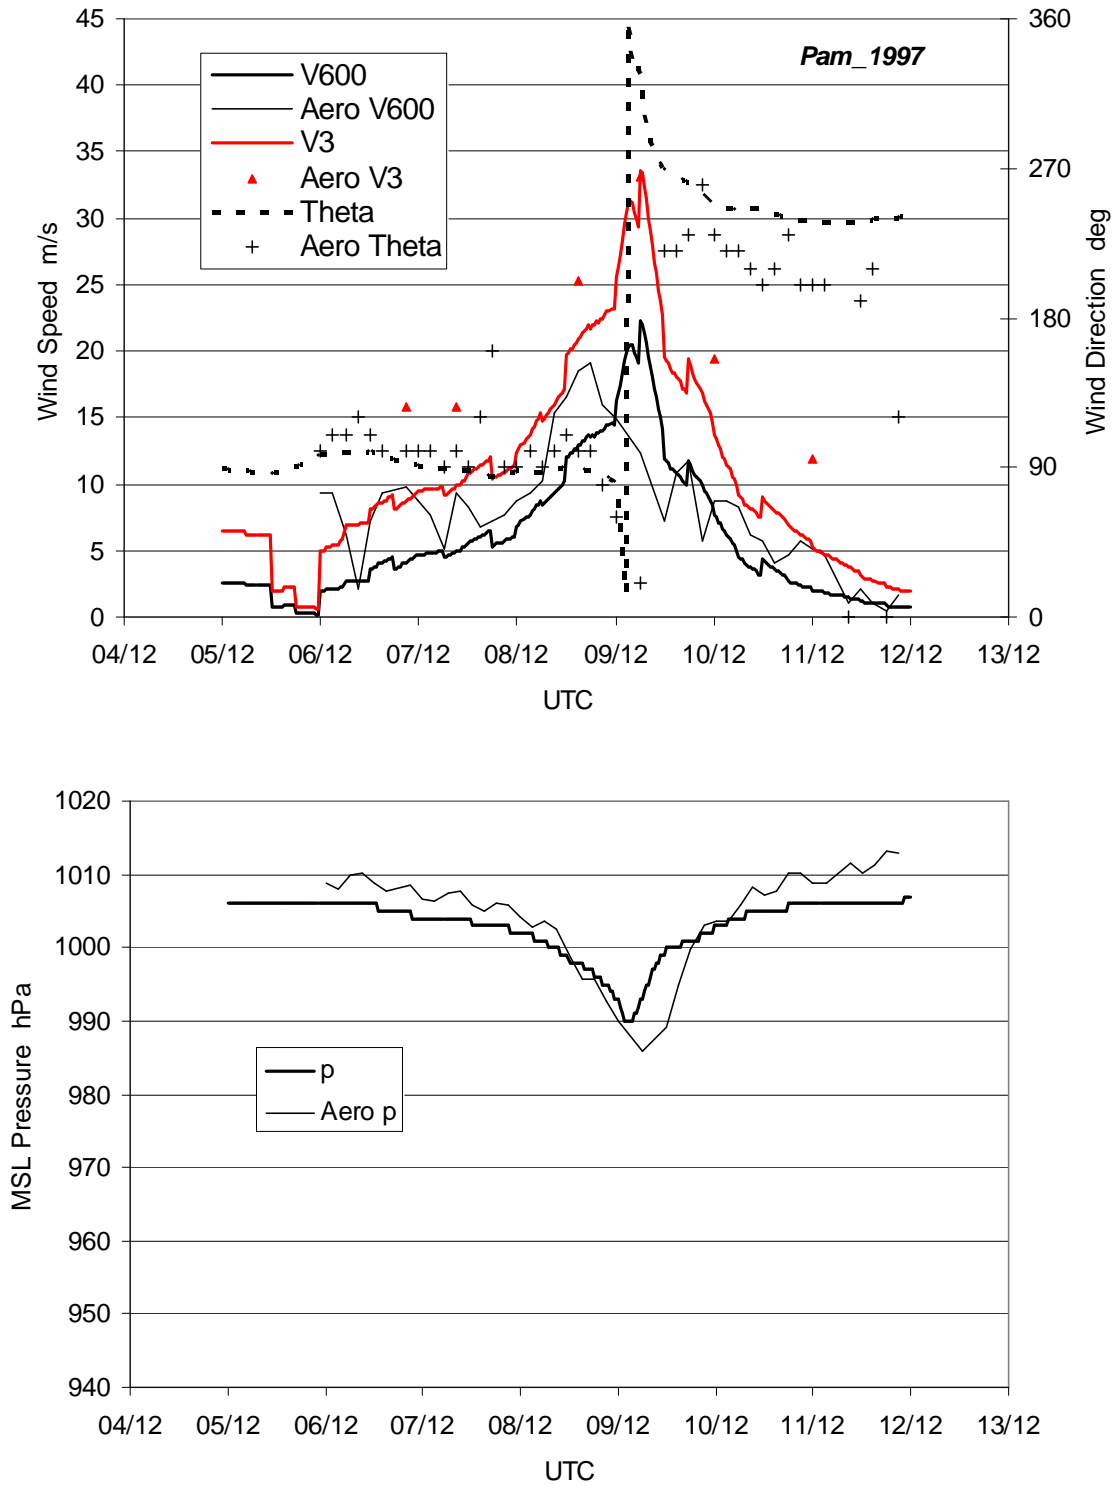 45
40
35
30
25
20
15
10
5
0
Wind Speed m/s
360
270
180
90
0
Wind Direction deg
Pam_1997
V600
Aero V600
V3
Aero V3
Theta
Aero Theta
04/12 05/12 06/12 07/12 08/12 09/12 10/12 11/12 12/12 13/12
UTC
1020
1010
1000
990
980
970
960
950
940
MSL Pressure hPa
p
Aero p
04/12 05/12 06/12 07/12 08/12 09/12 10/12 11/12 12/12 13/12
UTC